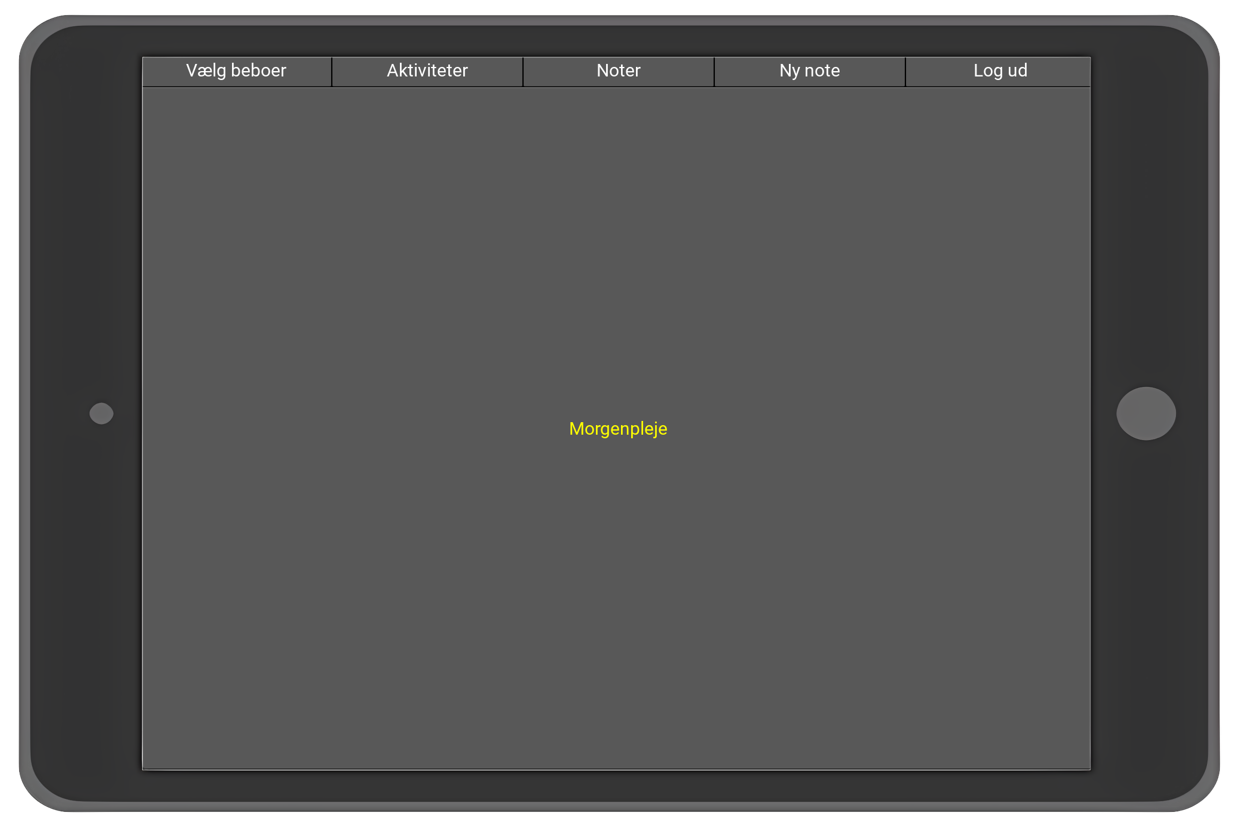 Vælg beboer
Aktiviteter
Noter
Ny note
Log ud
Morgenpleje